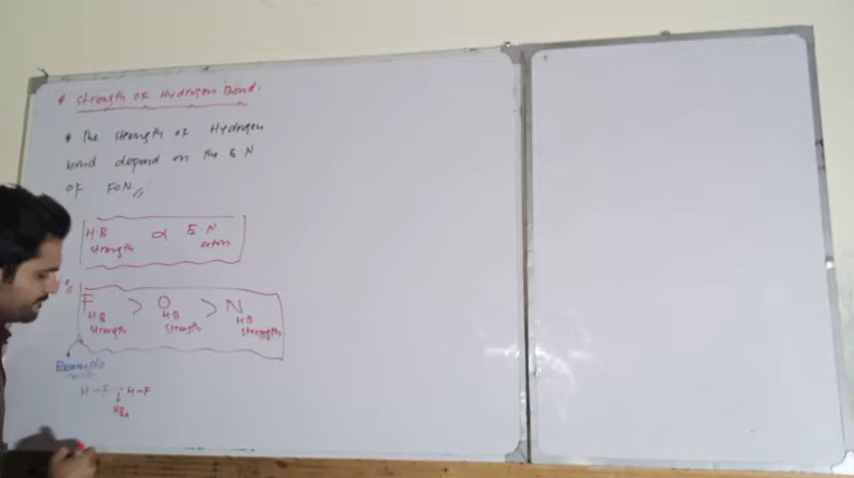 * Strength of Hydrogen Bond.
* The strength of Hydrogen
bond depend on the E.N
of FON
H.B strength ∝ E.N atom
F > O > N
H.B strength H.B strength H.B strength
Example
H-F --- H-F